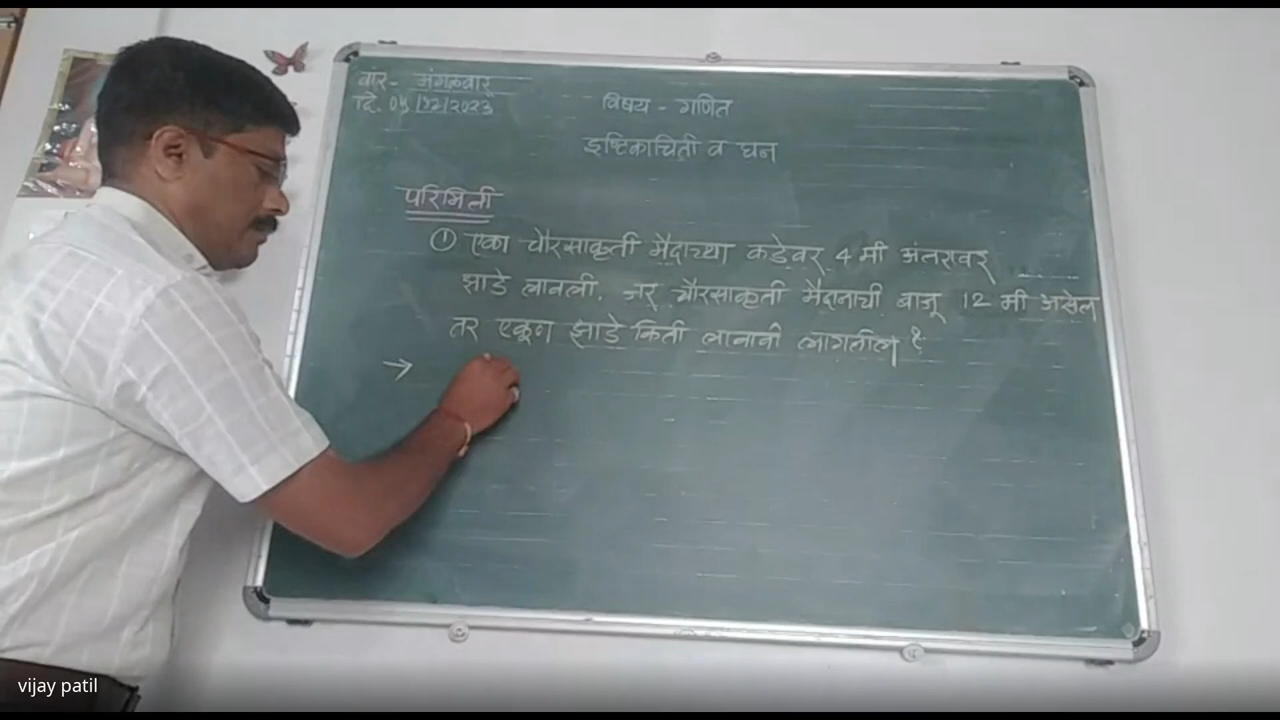 वार- मंगळवार
दि. 05/12/2023
विषय - गणित
इष्टिकाचिती व घन
परिमिती
① एका चौरसाकृती मैदाच्या कडेवर 4 मी अंतरावर
झाडे लावली. जर चौरसाकृती मैदानाची बाजू 12 मी असेल
तर एकूण झाडे किती लावावी लागतील ?
→
vijay patil